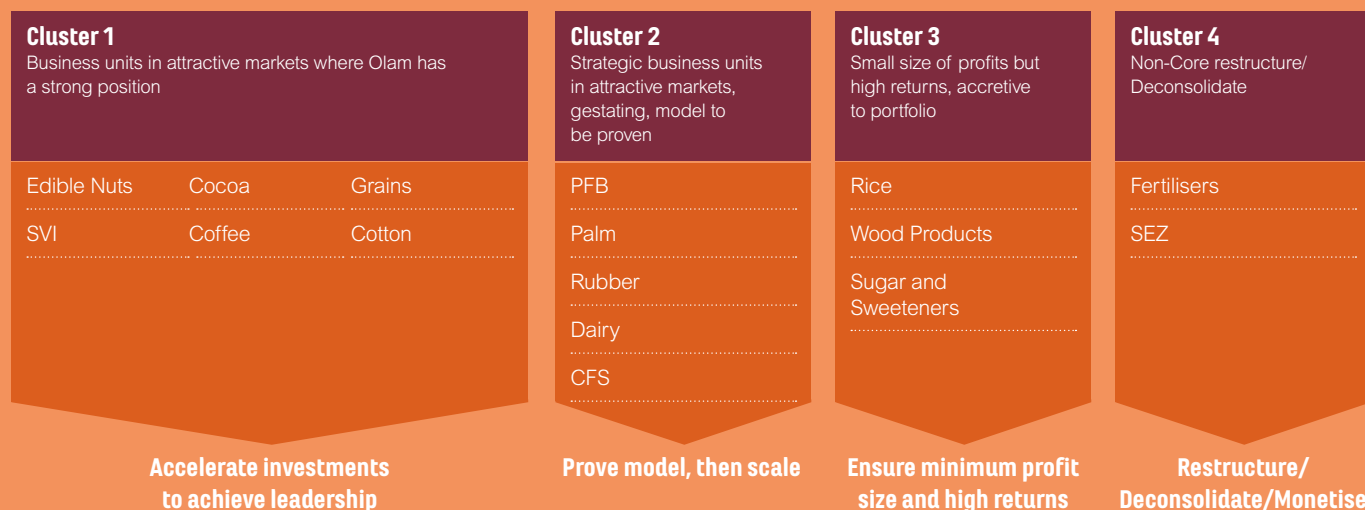 Cluster 1
Business units in attractive markets where Olam has
a strong position
Edible Nuts
Cocoa
Grains
SVI
Coffee
Cotton
Accelerate investments
to achieve leadership
Cluster 2
Strategic business units
in attractive markets,
gestating, model to
be proven
PFB
Palm
Rubber
Dairy
CFS
Prove model, then scale
Cluster 3
Small size of profits but
high returns, accretive
to portfolio
Rice
Wood Products
Sugar and
Sweeteners
Ensure minimum profit
size and high returns
Cluster 4
Non-Core restructure/
Deconsolidate
Fertilisers
SEZ
Restructure/
Deconsolidate/Monetise